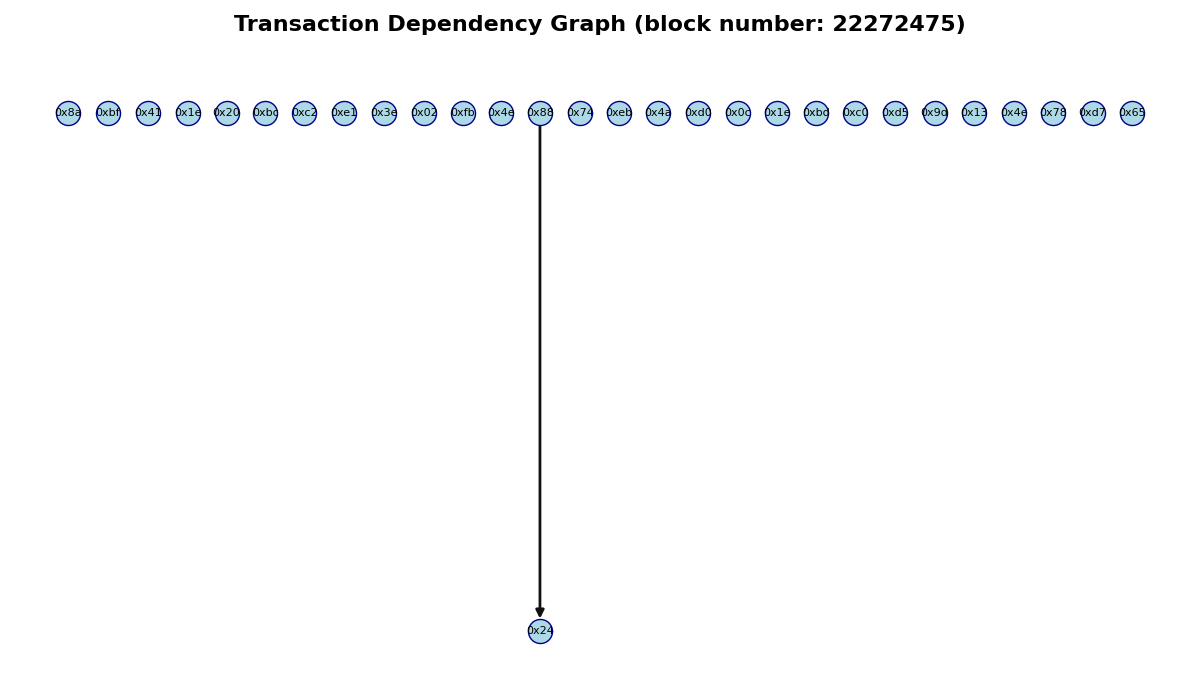 Transaction Dependency Graph (block number: 22272475)
0x8a 0xbf 0x41 0x1e 0x20 0xbc 0xc2 0xe1 0x3e 0x02 0xfb 0x4e 0x88 0x74 0xeb 0x4a 0xd0 0x0c 0x1e 0xbd 0xc0 0xd5 0x9d 0x13 0x4e 0x78 0xd7 0x65
0x24